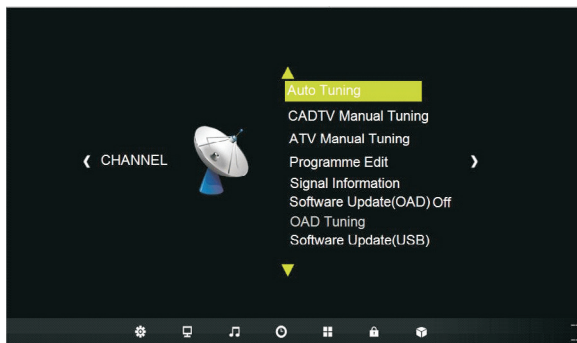 Auto Tuning
CADTV Manual Tuning
ATV Manual Tuning
CHANNEL
Programme Edit
Signal Information
Software Update(OAD) Off
OAD Tuning
Software Update(USB)